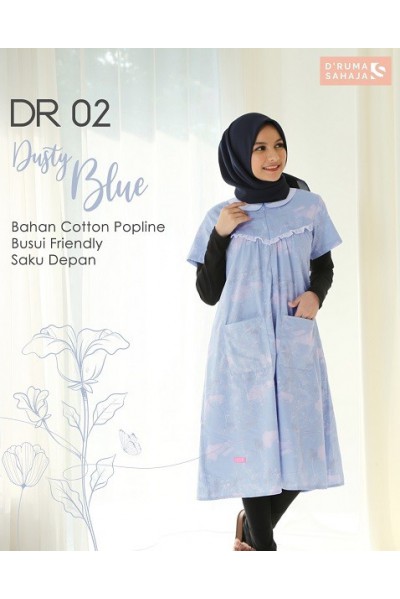 D'RUMA
SAHAJA
DR 02
Dusty
Blue
Bahan Cotton Popline
Busui Friendly
Saku Depan